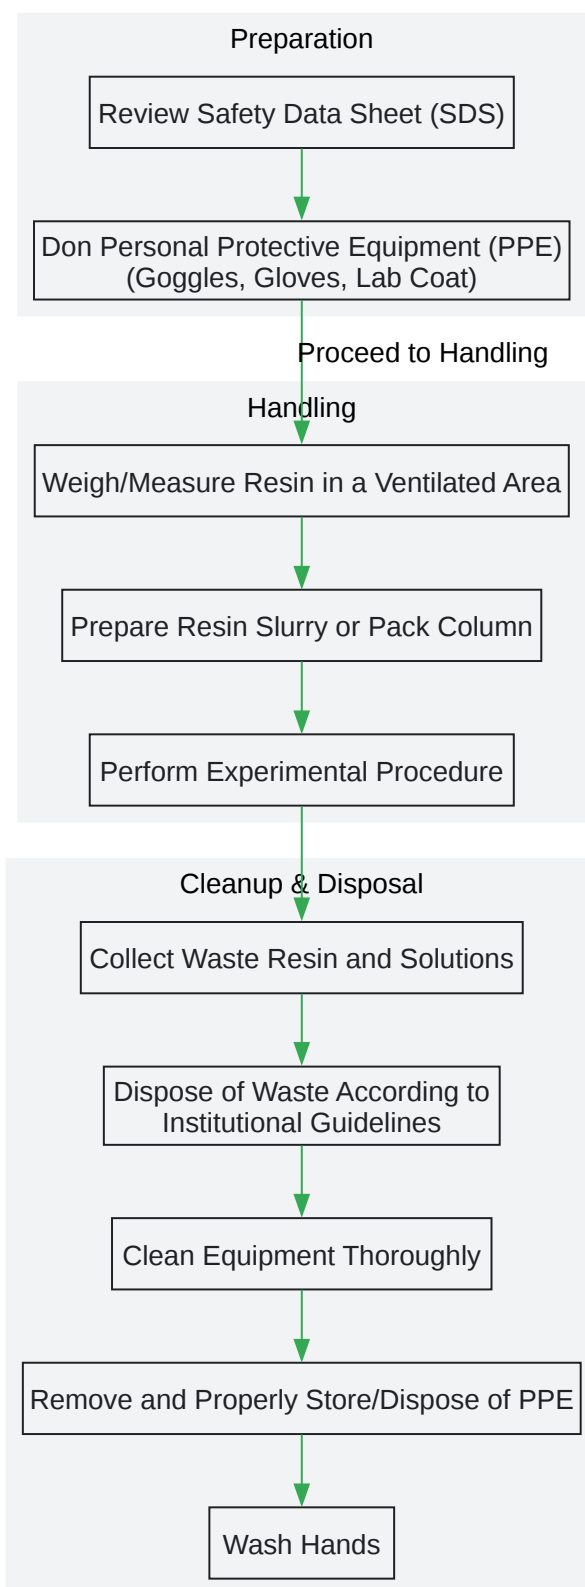 Preparation
Review Safety Data Sheet (SDS)
Don Personal Protective Equipment (PPE)
(Goggles, Gloves, Lab Coat)
Proceed to Handling
Handling
Weigh/Measure Resin in a Ventilated Area
Prepare Resin Slurry or Pack Column
Perform Experimental Procedure
Cleanup & Disposal
Collect Waste Resin and Solutions
Dispose of Waste According to
Institutional Guidelines
Clean Equipment Thoroughly
Remove and Properly Store/Dispose of PPE
Wash Hands